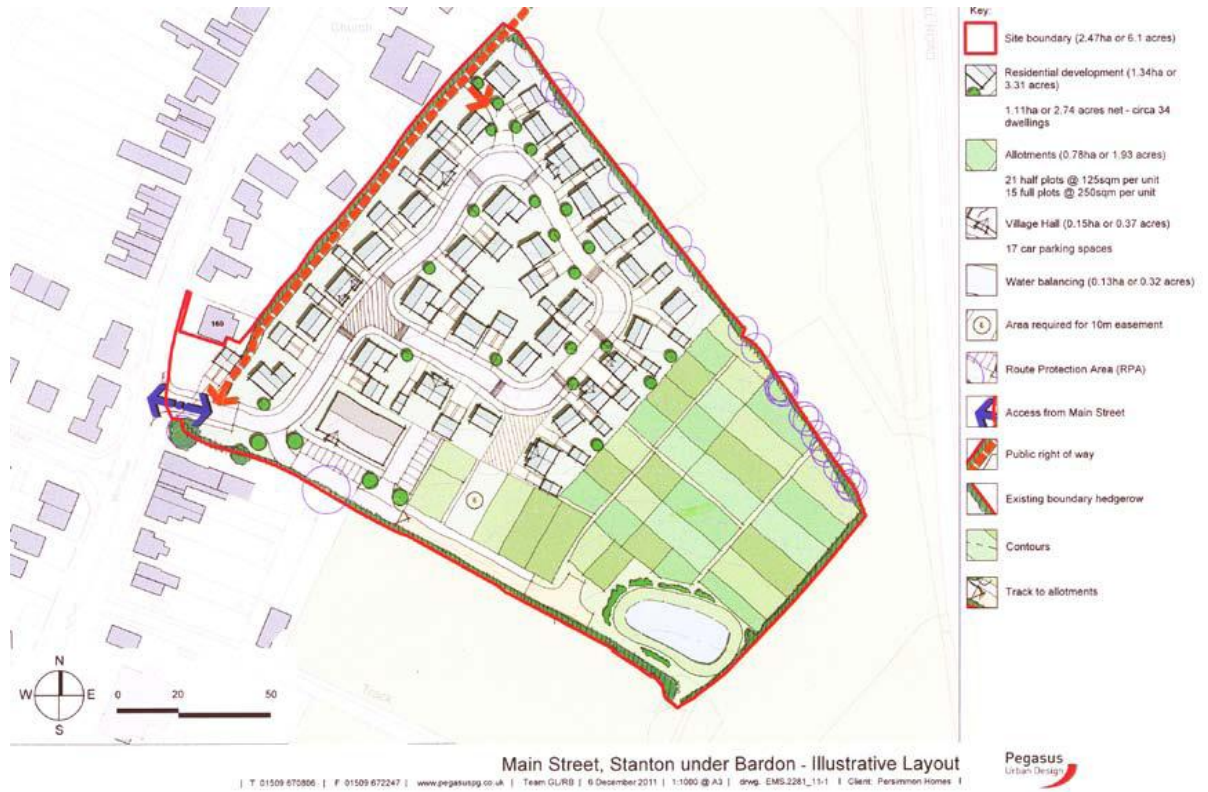 Church
160
6
Track
N
W E
S
0 20 50
Key:
Site boundary (2.47ha or 6.1 acres)
Residential development (1.34ha or
3.31 acres)
1.11ha or 2.74 acres net - circa 34
dwellings
Allotments (0.78ha or 1.93 acres)
21 half plots @ 125sqm per unit
15 full plots @ 250sqm per unit
Village Hall (0.15ha or 0.37 acres)
17 car parking spaces
Water balancing (0.13ha or 0.32 acres)
6
Area required for 10m easement
Route Protection Area (RPA)
Access from Main Street
Public right of way
Existing boundary hedgerow
Contours
Track to allotments
Main Street, Stanton under Bardon - Illustrative Layout
| T 01509 670806 | F 01509 672247 | www.pegasuspg.co.uk | Team GL/RB | 6 December 2011 | 1:1000 @ A3 | drwg. EMS.2281_11-1 | Client: Persimmon Homes |
Pegasus
Urban Design